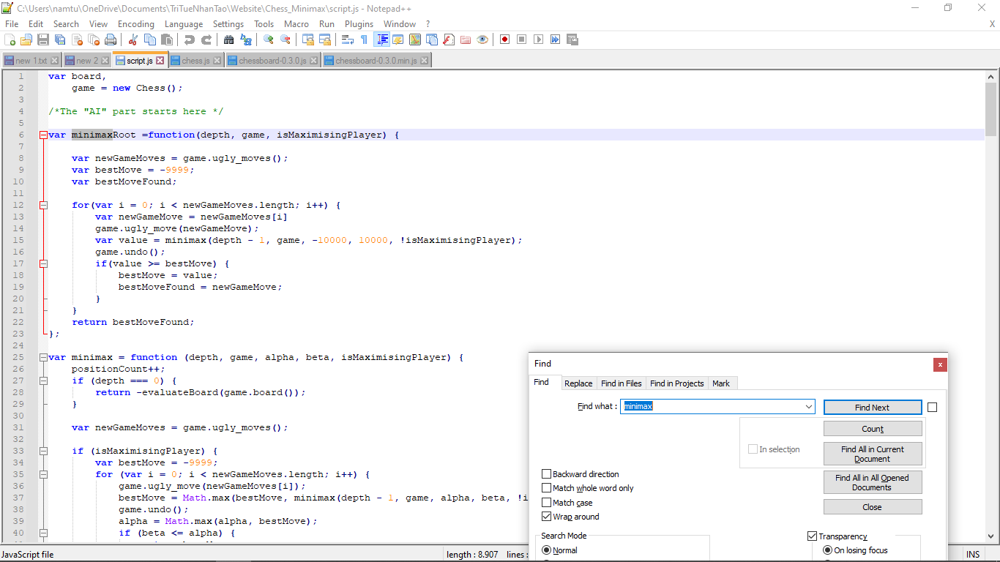 C:\Users\namtu\OneDrive\Documents\TriTueNhanTao\Website\Chess_Minimax\script.js - Notepad++
File Edit Search View Encoding Language Settings Tools Macro Run Plugins Window ? X
new 1.txt new 2 script.js chess.js chessboard-0.3.0.js chessboard-0.3.0.min.js
1 var board,
2 game = new Chess();
3
4 /*The "AI" part starts here */
5
6 var minimaxRoot =function(depth, game, isMaximisingPlayer) {
7
8 var newGameMoves = game.ugly_moves();
9 var bestMove = -9999;
10 var bestMoveFound;
11
12 for(var i = 0; i < newGameMoves.length; i++) {
13 var newGameMove = newGameMoves[i]
14 game.ugly_move(newGameMove);
15 var value = minimax(depth - 1, game, -10000, 10000, !isMaximisingPlayer);
16 game.undo();
17 if(value >= bestMove) {
18 bestMove = value;
19 bestMoveFound = newGameMove;
20 }
21 }
22 return bestMoveFound;
23 };
24
25 var minimax = function (depth, game, alpha, beta, isMaximisingPlayer) {
26 positionCount++;
27 if (depth === 0) {
28 return -evaluateBoard(game.board());
29 }
30
31 var newGameMoves = game.ugly_moves();
32
33 if (isMaximisingPlayer) {
34 var bestMove = -9999;
35 for (var i = 0; i < newGameMoves.length; i++) {
36 game.ugly_move(newGameMoves[i]);
37 bestMove = Math.max(bestMove, minimax(depth - 1, game, alpha, beta, !i
38 game.undo();
39 alpha = Math.max(alpha, bestMove);
40 if (beta <= alpha) {
Find
Find Replace Find in Files Find in Projects Mark
Find what : minimax Find Next
Count
In selection
Find All in Current
Document
Backward direction
Find All in All Opened
Documents
Match whole word only
Match case
Close
Wrap around
Search Mode
Transparency
Normal
On losing focus
JavaScript file length : 8.907 lines : INS